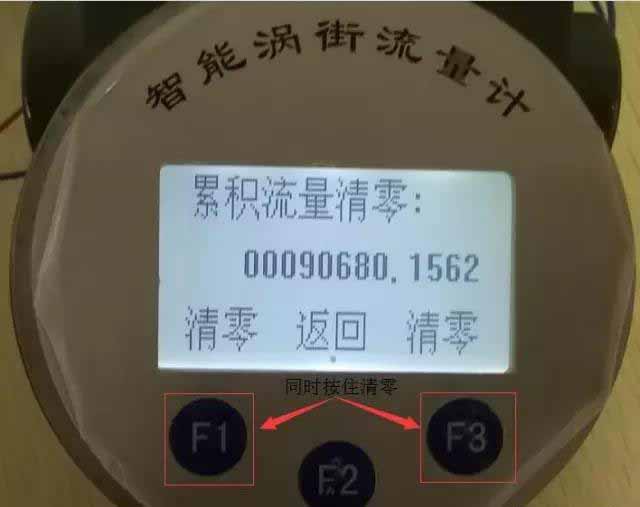 智能涡街流量计
累积流量清零:
00090680.1562
清零 返回 清零
同时按住清零
F1 F3
F2